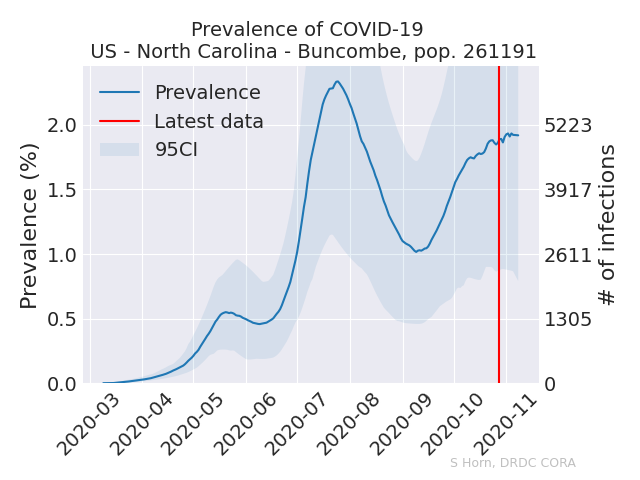 Prevalence of COVID-19
US - North Carolina - Buncombe, pop. 261191
Prevalence
Latest data
95CI
Prevalence (%)
2.0
1.5
1.0
0.5
0.0
5223
3917
2611
1305
0
# of infections
2020-03
2020-04
2020-05
2020-06
2020-07
2020-08
2020-09
2020-10
2020-11
S Horn, DRDC CORA